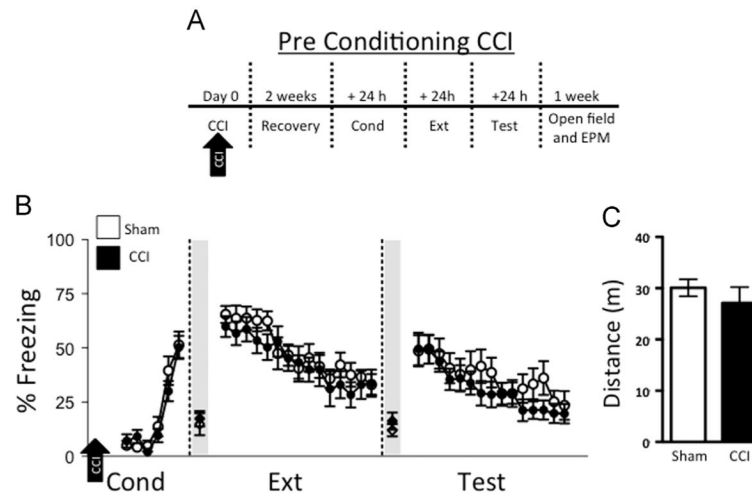 A
Pre Conditioning CCI
Day 0 2 weeks + 24 h + 24h +24 h 1 week
CCI Recovery Cond Ext Test Open field
and EPM
CCI
B
Sham
CCI
100
75
50
25
0
% Freezing
CCI
Cond Ext Test
C
40
30
20
10
0
Distance (m)
Sham CCI